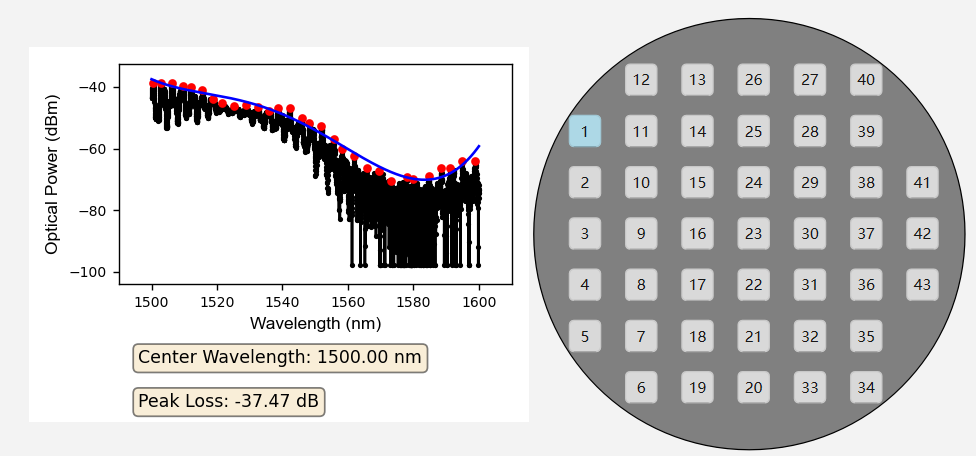 −40
−60
−80
−100
Optical Power (dBm)
1500 1520 1540 1560 1580 1600
Wavelength (nm)
Center Wavelength: 1500.00 nm
Peak Loss: -37.47 dB
12 13 26 27 40
1 11 14 25 28 39
2 10 15 24 29 38 41
3 9 16 23 30 37 42
4 8 17 22 31 36 43
5 7 18 21 32 35
6 19 20 33 34